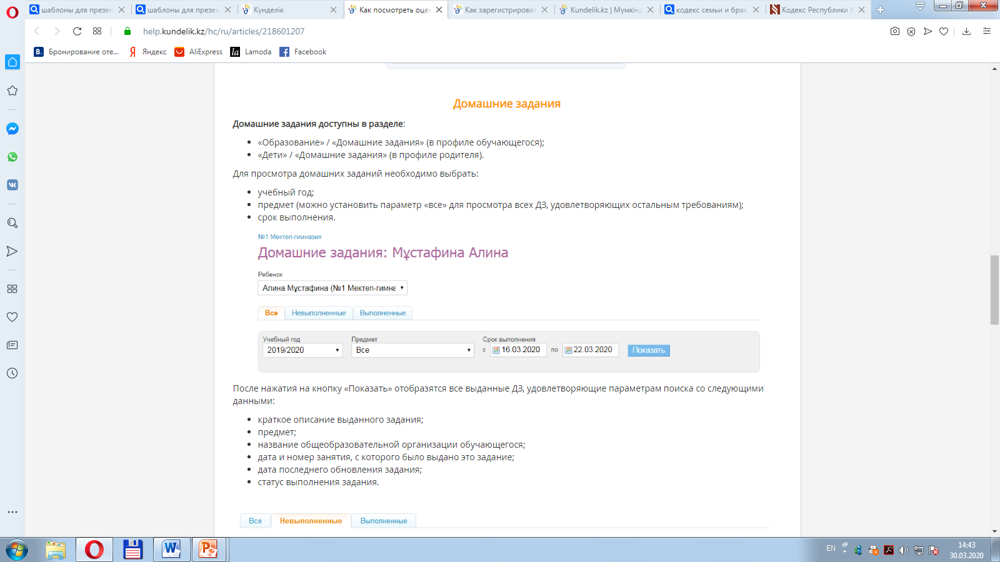 шаблоны для презен
шаблоны для презен
Күнделік
Как посмотреть оцен
Как зарегистрироват
Kundelik.kz | Мүмкінд
кодекс семьи и брак
Кодекс Республики К
help.kundelik.kz/hc/ru/articles/218601207
Бронирование оте...
Яндекс
AliExpress
Lamoda
Facebook
Домашние задания
Домашние задания доступны в разделе:
«Образование» / «Домашние задания» (в профиле обучающегося);
«Дети» / «Домашние задания» (в профиле родителя).
Для просмотра домашних заданий необходимо выбрать:
учебный год;
предмет (можно установить параметр «все» для просмотра всех ДЗ, удовлетворяющих остальным требованиям);
срок выполнения.
№1 Мектеп-гимназия
Домашние задания: Мұстафина Алина
Ребенок
Алина Мұстафина (№1 Мектеп-гимна
Все Невыполненные Выполненные
Учебный год Предмет Срок выполнения
2019/2020 Все с 16.03.2020 по 22.03.2020 Показать
После нажатия на кнопку «Показать» отобразятся все выданные ДЗ, удовлетворяющие параметрам поиска со следующими
данными:
краткое описание выданного задания;
предмет;
название общеобразовательной организации обучающегося;
дата и номер занятия, с которого было выдано это задание;
дата последнего обновления задания;
статус выполнения задания.
Все Невыполненные Выполненные
EN
14:43
30.03.2020